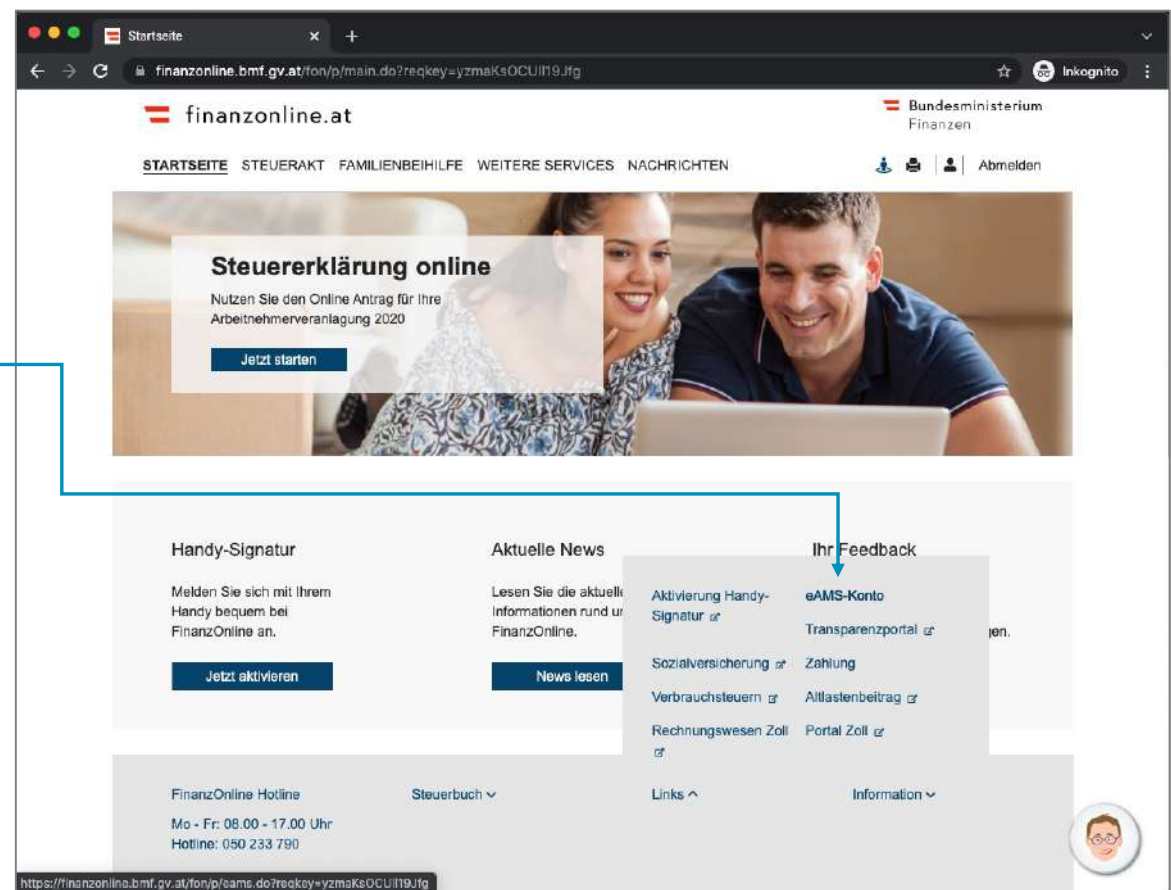 Startseite
finanzonline.bmf.gv.at/fon/p/main.do?reqkey=yzmaKsOCUIl19Jfg
Inkognito
finanzonline.at
Bundesministerium
Finanzen
STARTSEITE STEUERAKT FAMILIENBEIHILFE WEITERE SERVICES NACHRICHTEN
Abmelden
Steuererklärung online
Nutzen Sie den Online Antrag für Ihre
Arbeitnehmerveranlagung 2020
Jetzt starten
Handy-Signatur
Melden Sie sich mit Ihrem
Handy bequem bei
FinanzOnline an.
Jetzt aktivieren
Aktuelle News
Lesen Sie die aktuelle
Informationen rund u
FinanzOnline.
News lesen
Ihr Feedback
gen.
Aktivierung Handy-
Signatur
eAMS-Konto
Transparenzportal
Sozialversicherung
Zahlung
Verbrauchsteuern
Altlastenbeitrag
Rechnungswesen Zoll
Portal Zoll
FinanzOnline Hotline
Mo - Fr: 08.00 - 17.00 Uhr
Hotline: 050 233 790
Steuerbuch
Links
Information
https://finanzonline.bmf.gv.at/fon/p/eams.do?reqkey=yzmaKsOCUIl19Jfg